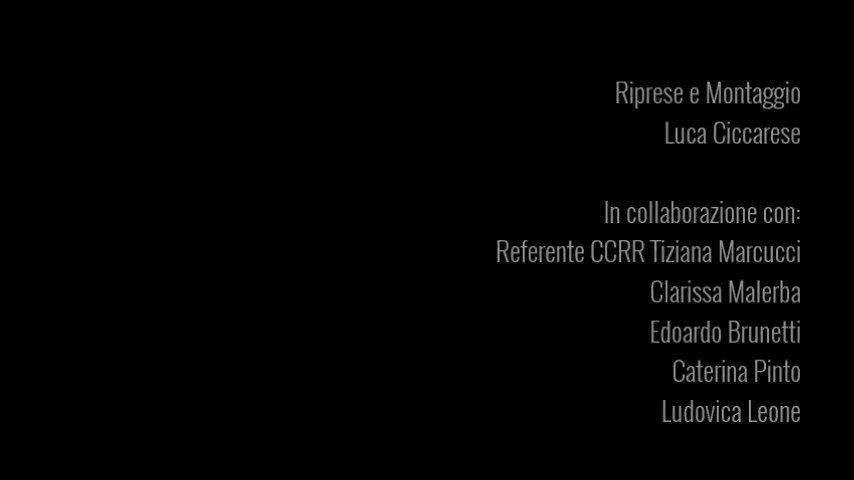 Riprese e Montaggio
Luca Ciccarese
In collaborazione con:
Referente CCRR Tiziana Marcucci
Clarissa Malerba
Edoardo Brunetti
Caterina Pinto
Ludovica Leone